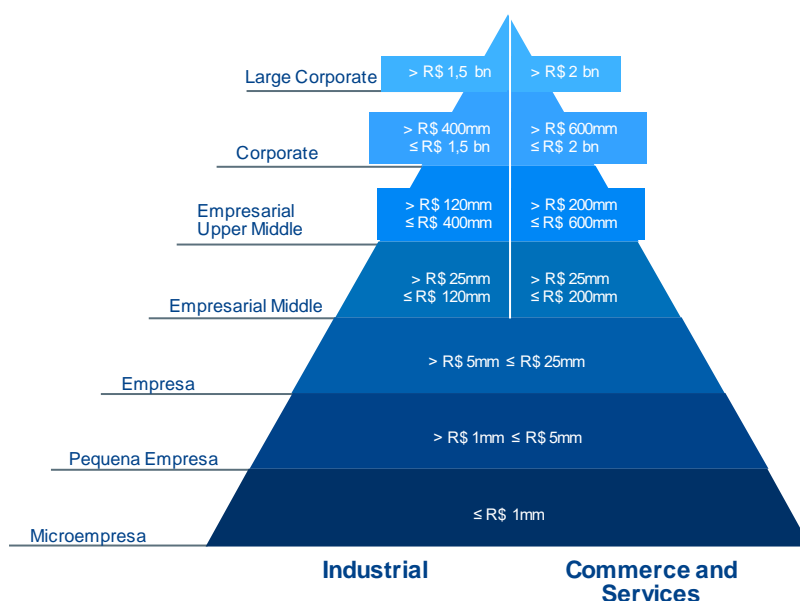 Large Corporate
> R$ 1,5 bn
> R$ 2 bn
Corporate
> R$ 400mm
≤ R$ 1,5 bn
> R$ 600mm
≤ R$ 2 bn
Empresarial
Upper Middle
> R$ 120mm
≤ R$ 400mm
> R$ 200mm
≤ R$ 600mm
Empresarial Middle
> R$ 25mm
≤ R$ 120mm
> R$ 25mm
≤ R$ 200mm
Empresa
> R$ 5mm ≤ R$ 25mm
Pequena Empresa
> R$ 1mm ≤ R$ 5mm
Microempresa
≤ R$ 1mm
Industrial
Commerce and
Services